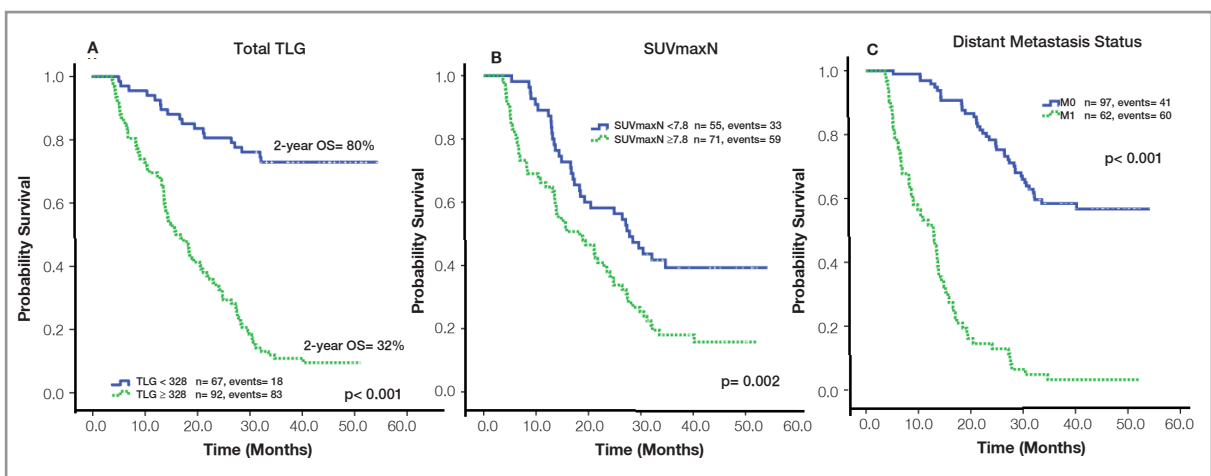 A
Total TLG
1.0
0.8
0.6
0.4
0.2
0.0
Probability Survival
2-year OS= 80%
2-year OS= 32%
TLG < 328 n= 67, events= 18
TLG ≥ 328 n= 92, events= 83
p< 0.001
0.0 10.0 20.0 30.0 40.0 50.0 60.0
Time (Months)
B
SUVmaxN
1.0
0.8
0.6
0.4
0.2
0.0
Probability Survival
SUVmaxN <7.8 n= 55, events= 33
SUVmaxN ≥7.8 n= 71, events= 59
p= 0.002
0.0 10.0 20.0 30.0 40.0 50.0 60.0
Time (Months)
C
Distant Metastasis Status
1.0
0.8
0.6
0.4
0.2
0.0
Probability Survival
M0 n= 97, events= 41
M1 n= 62, events= 60
p< 0.001
0.0 10.0 20.0 30.0 40.0 50.0 60.0
Time (Months)